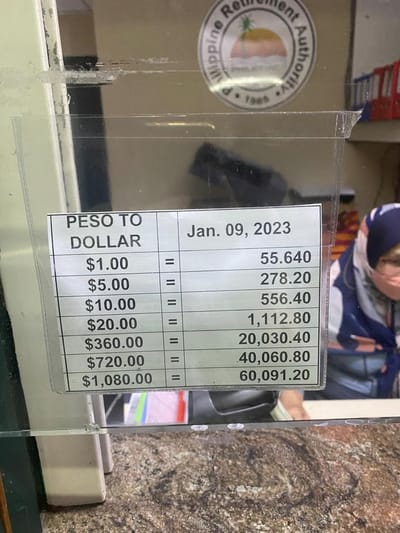 Philippine Retirement Authority
1985
PESO TO
DOLLAR
Jan. 09, 2023
$1.00 = 55.640
$5.00 = 278.20
$10.00 = 556.40
$20.00 = 1,112.80
$360.00 = 20,030.40
$720.00 = 40,060.80
$1,080.00 = 60,091.20